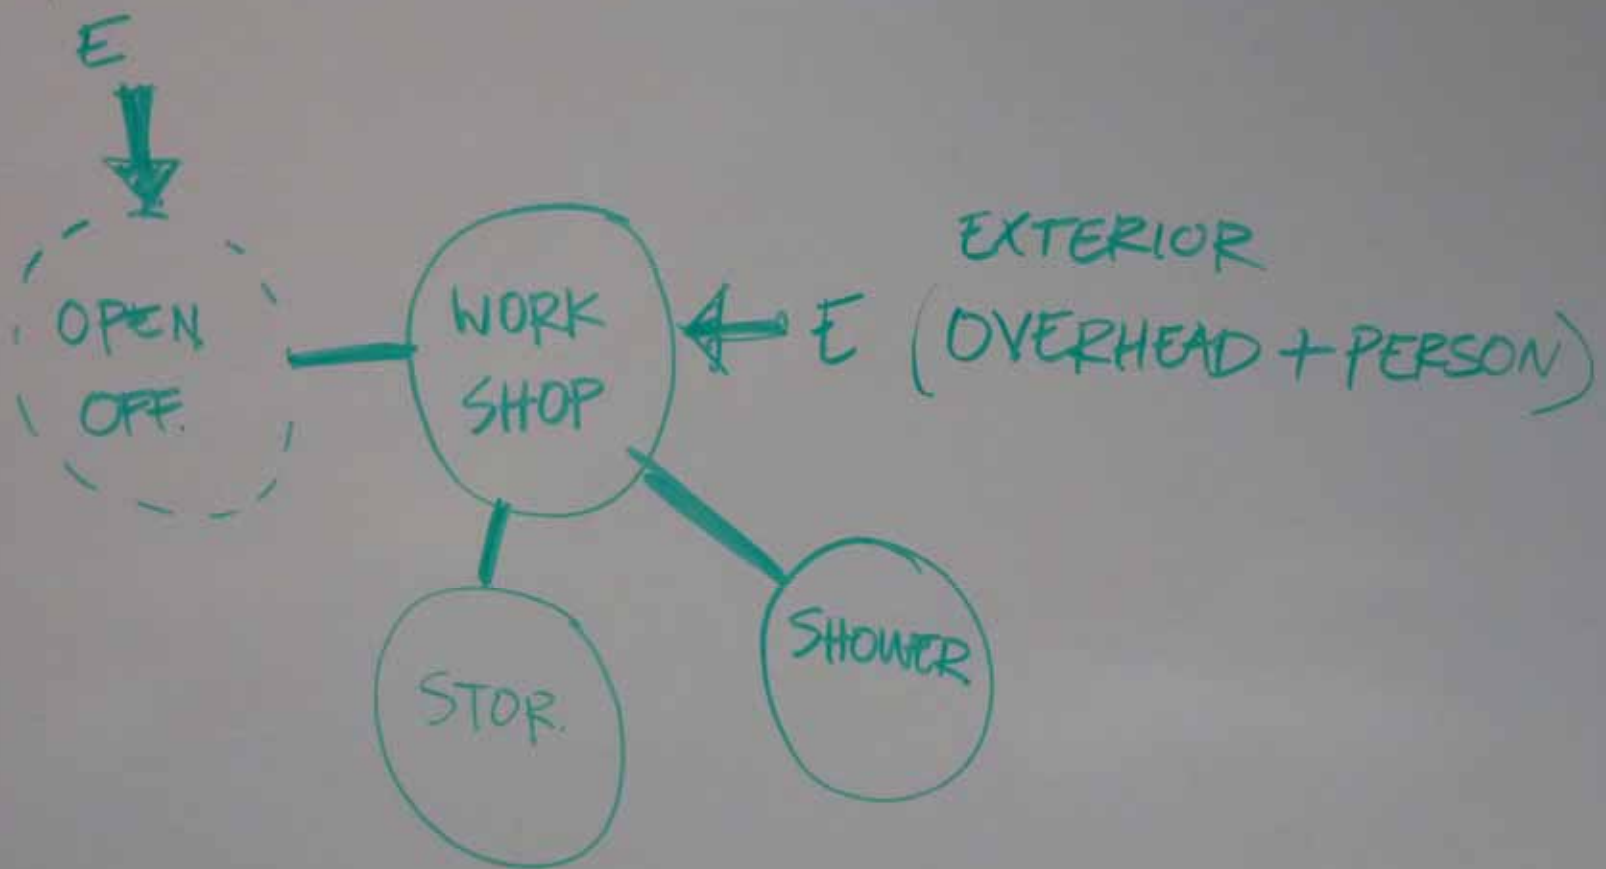 E
EXTERIOR
E (OVERHEAD + PERSON)
OPEN
OFF.
WORK
SHOP
STOR.
SHOWER